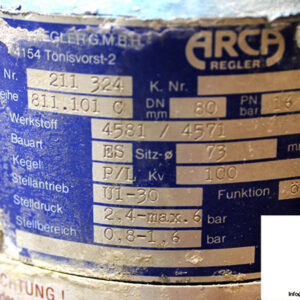 REGLER G.M.B.H
4154 Tönisvorst-2
ARCA
REGLER
Nr. 211 324 K. Nr.
eihe 811.101 C DN mm 80 PN bar 16
Werkstoff 4581 / 4571
Bauart ES Sitz-ø 73 mm
Kegel P/L Kv 100
Stellantrieb U1-30 Funktion
Stelldruck 2.4-max.6 bar
Stellbereich 0.8-1,6 bar
CHTUNG !